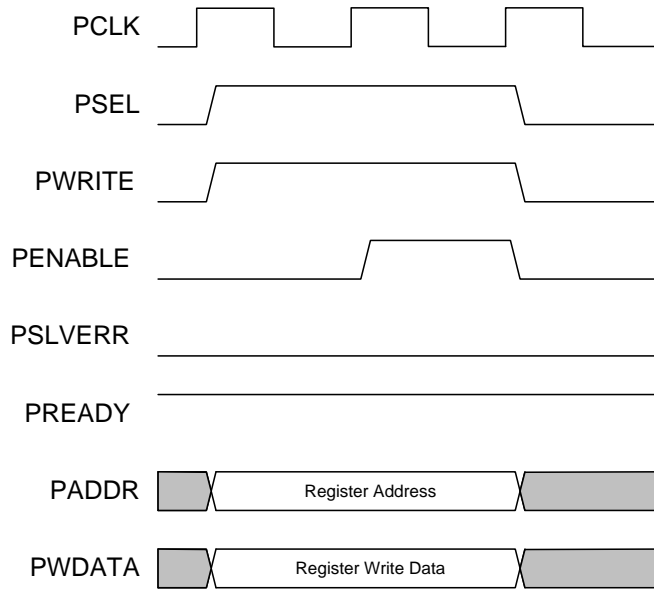 PCLK
PSEL
PWRITE
PENABLE
PSLVERR
PREADY
PADDR
Register Address
PWDATA
Register Write Data